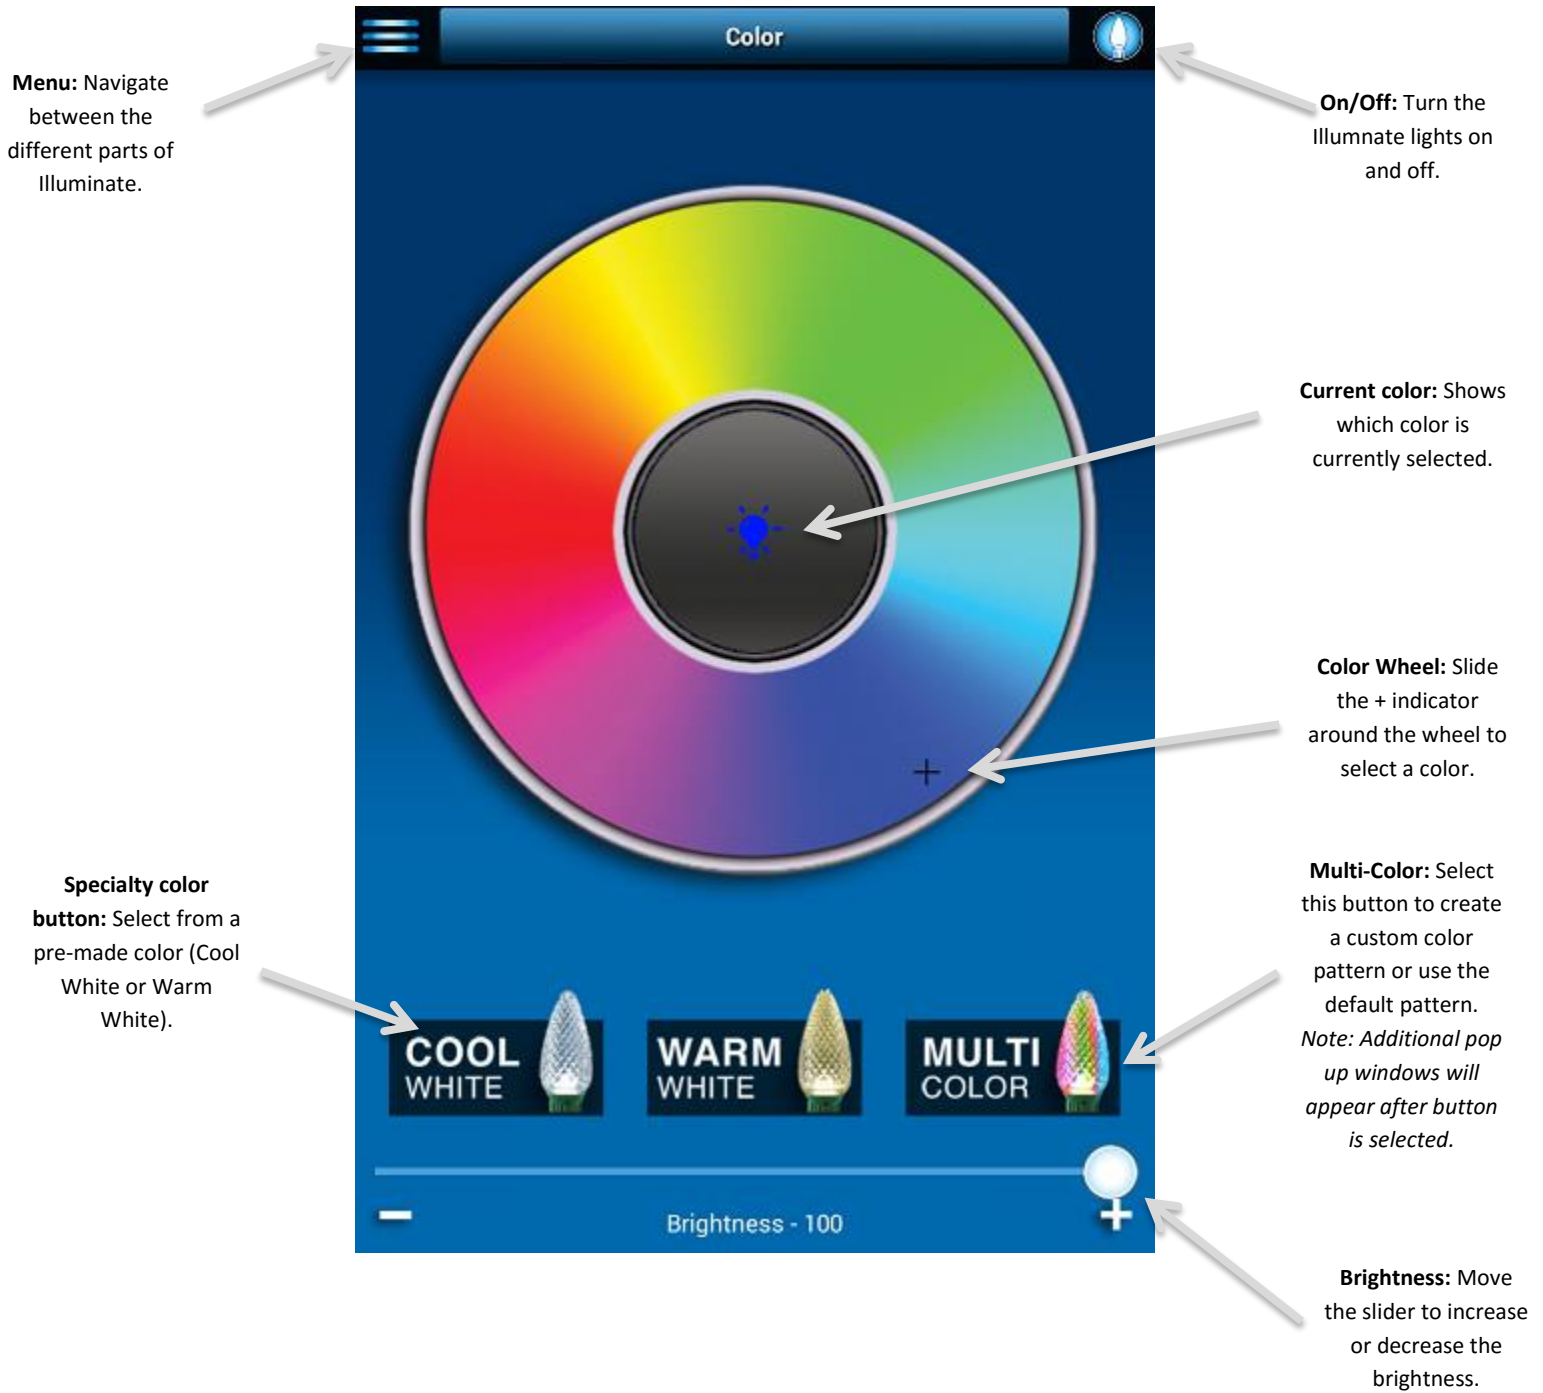 Color
Menu: Navigate
between the
different parts of
Illuminate.
On/Off: Turn the
Illumnate lights on
and off.
Current color: Shows
which color is
currently selected.
Color Wheel: Slide
the + indicator
around the wheel to
select a color.
Specialty color
button: Select from a
pre-made color (Cool
White or Warm
White).
Multi-Color: Select
this button to create
a custom color
pattern or use the
default pattern.
Note: Additional pop
up windows will
appear after button
is selected.
COOL
WHITE
WARM
WHITE
MULTI
COLOR
Brightness - 100
Brightness: Move
the slider to increase
or decrease the
brightness.